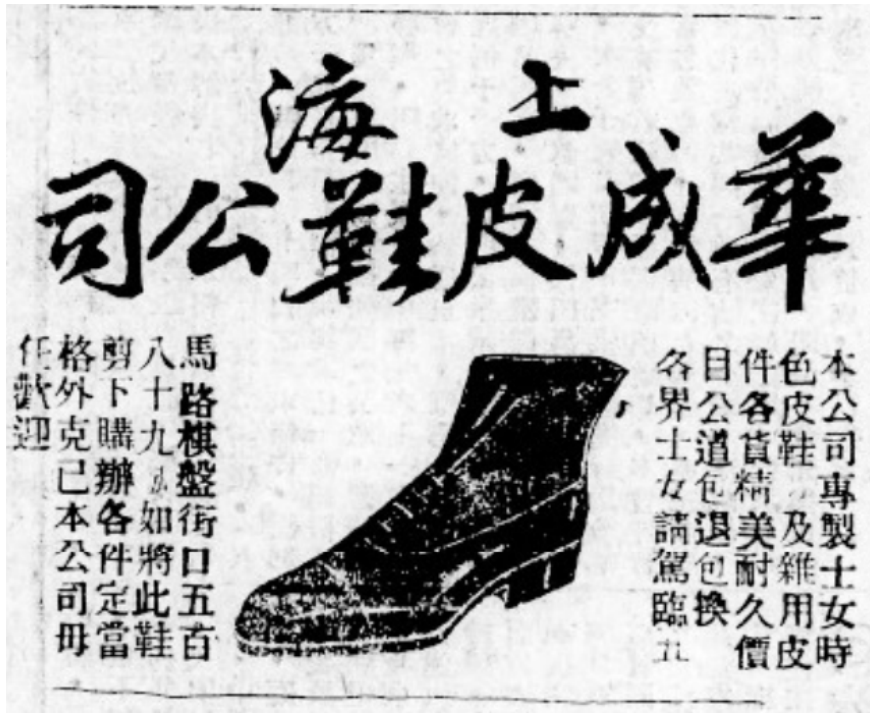 上海
華成皮鞋公司
本公司專製士女時
色皮鞋 及雜用皮
件各貨精美耐久價
目公道包退包換
各界士女請駕臨五
馬路棋盤街口五百
八十九號如將此鞋
剪下購辦各件定當
格外克己本公司毋
任歡迎